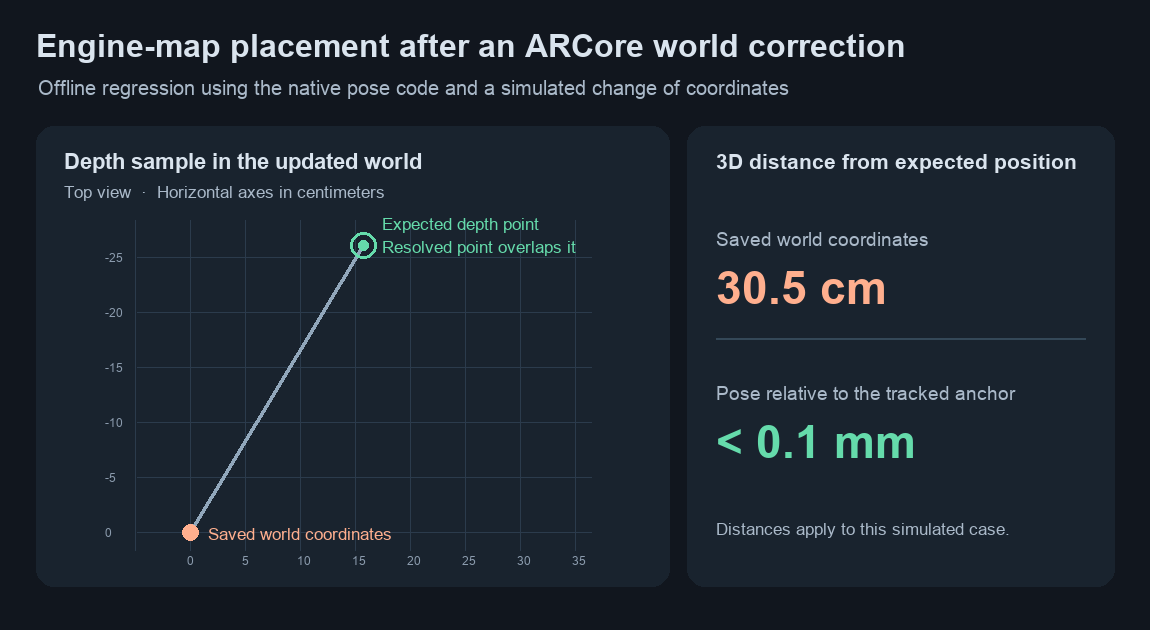 Engine-map placement after an ARCore world correction
Offline regression using the native pose code and a simulated change of coordinates
Depth sample in the updated world
Top view · Horizontal axes in centimeters
Expected depth point
Resolved point overlaps it
-25
-20
-15
-10
-5
0
Saved world coordinates
0 5 10 15 20 25 30 35
3D distance from expected position
Saved world coordinates
30.5 cm
Pose relative to the tracked anchor
< 0.1 mm
Distances apply to this simulated case.